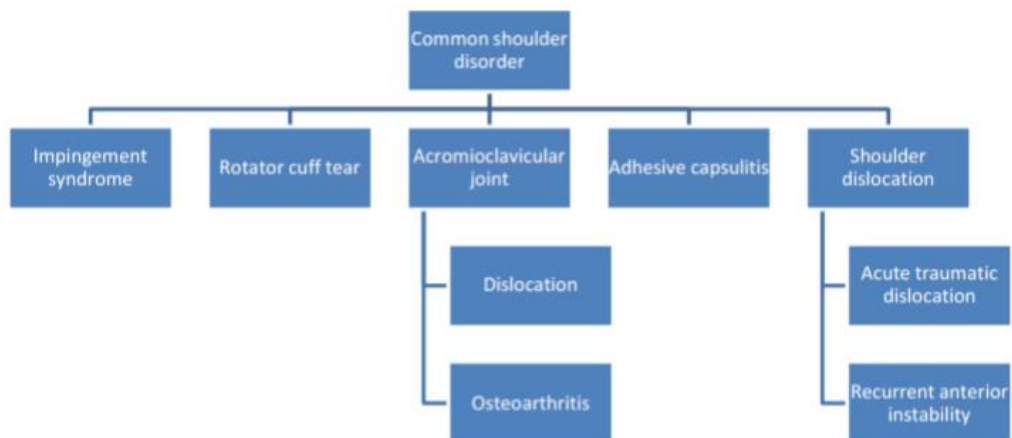 Common shoulder
disorder
Impingement
syndrome
Rotator cuff tear
Acromioclavicular
joint
Adhesive capsulitis
Shoulder
dislocation
Dislocation
Osteoarthritis
Acute traumatic
dislocation
Recurrent anterior
instability